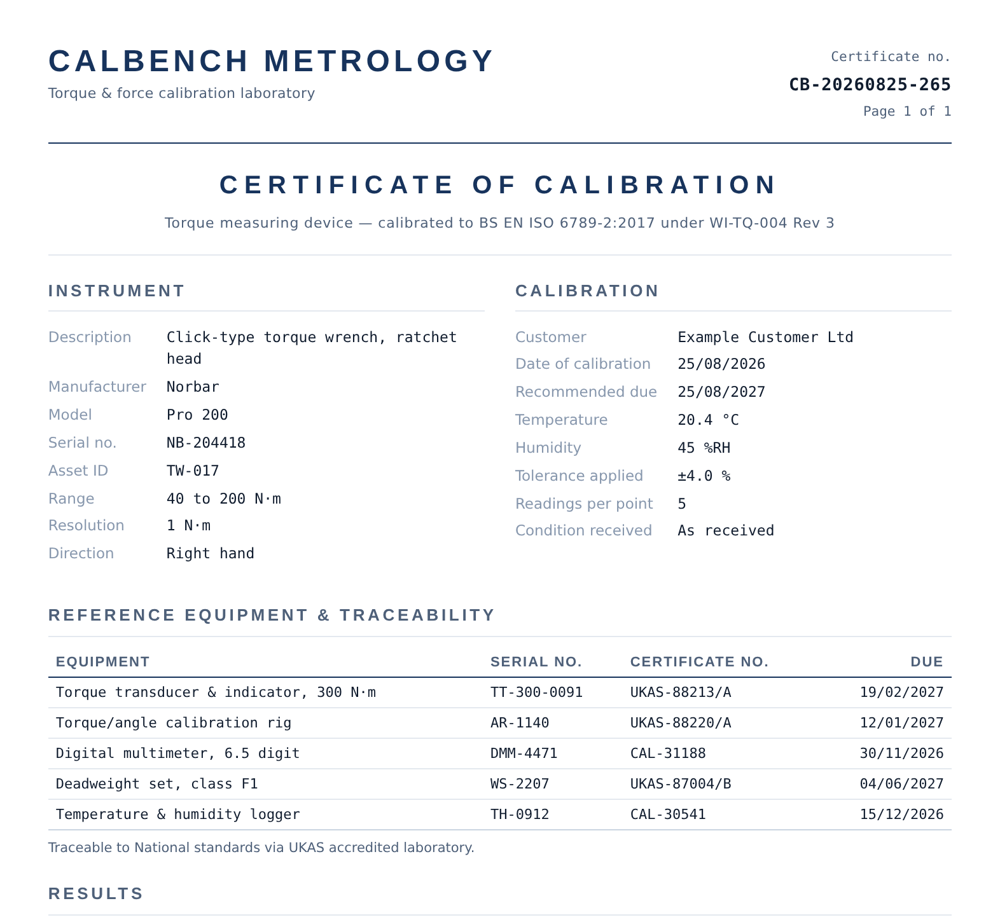 CALBENCH METROLOGY
Torque & force calibration laboratory
Certificate no.
CB-20260825-265
Page 1 of 1
CERTIFICATE OF CALIBRATION
Torque measuring device — calibrated to BS EN ISO 6789-2:2017 under WI-TQ-004 Rev 3
INSTRUMENT
Description Click-type torque wrench, ratchet
head
Manufacturer Norbar
Model Pro 200
Serial no. NB-204418
Asset ID TW-017
Range 40 to 200 N·m
Resolution 1 N·m
Direction Right hand
CALIBRATION
Customer Example Customer Ltd
Date of calibration 25/08/2026
Recommended due 25/08/2027
Temperature 20.4 °C
Humidity 45 %RH
Tolerance applied ±4.0 %
Readings per point 5
Condition received As received
REFERENCE EQUIPMENT & TRACEABILITY
EQUIPMENT SERIAL NO. CERTIFICATE NO. DUE
Torque transducer & indicator, 300 N·m TT-300-0091 UKAS-88213/A 19/02/2027
Torque/angle calibration rig AR-1140 UKAS-88220/A 12/01/2027
Digital multimeter, 6.5 digit DMM-4471 CAL-31188 30/11/2026
Deadweight set, class F1 WS-2207 UKAS-87004/B 04/06/2027
Temperature & humidity logger TH-0912 CAL-30541 15/12/2026
Traceable to National standards via UKAS accredited laboratory.
RESULTS